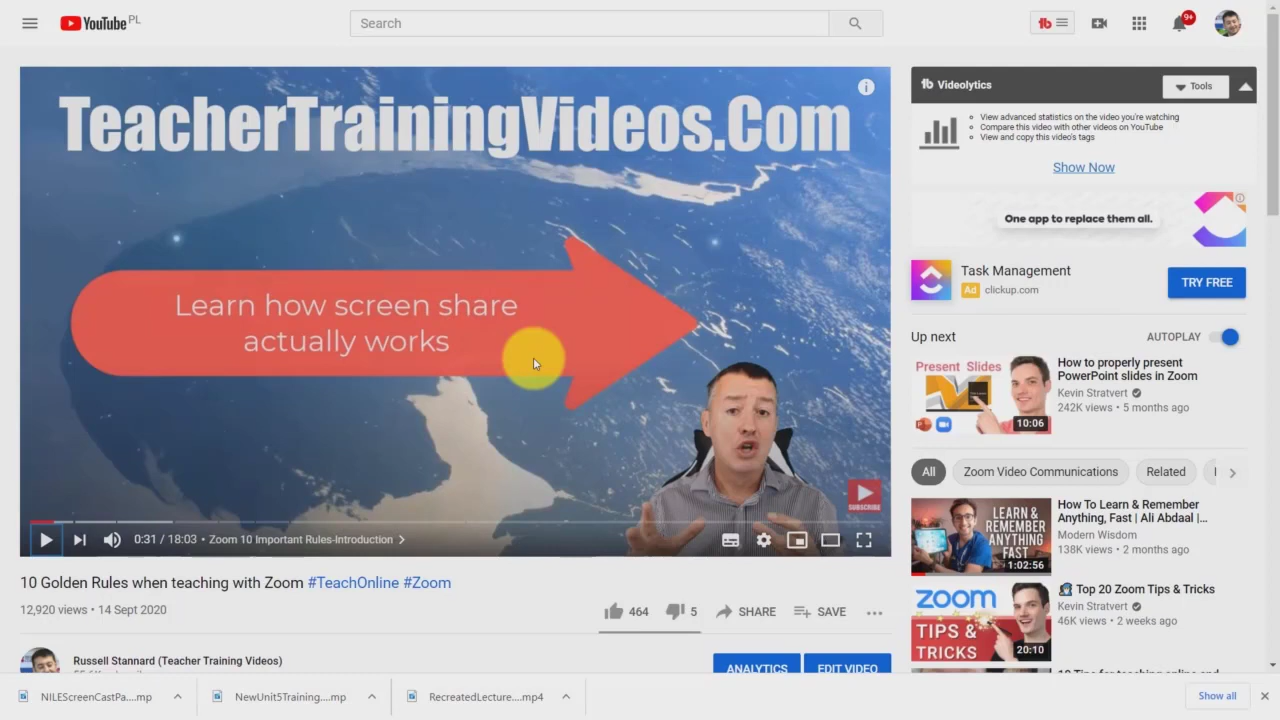 YouTube PL
Search
9+
TeacherTrainingVideos.Com
Learn how screen share
actually works
SUBSCRIBE
0:31 / 18:03 • Zoom 10 Important Rules-Introduction
10 Golden Rules when teaching with Zoom #TeachOnline #Zoom
12,920 views • 14 Sept 2020
464
5
SHARE
SAVE
Russell Stannard (Teacher Training Videos)
ANALYTICS
EDIT VIDEO
tb Videolytics
Tools
View advanced statistics on the video you're watching
Compare this video with other videos on YouTube
View and copy this video's tags
Show Now
One app to replace them all.
Task Management
Ad clickup.com
TRY FREE
Up next
AUTOPLAY
Present Slides
10:06
How to properly present
PowerPoint slides in Zoom
Kevin Stratvert
242K views • 5 months ago
All
Zoom Video Communications
Related
LEARN &
REMEMBER
ANYTHING
FAST
1:02:56
How To Learn & Remember
Anything, Fast | Ali Abdaal |...
Modern Wisdom
138K views • 2 months ago
zoom
TIPS &
TRICKS
20:10
Top 20 Zoom Tips & Tricks
Kevin Stratvert
46K views • 2 weeks ago
NILEScreenCastPa....mp
NewUnit5Training....mp
RecreatedLecture....mp4
Show all